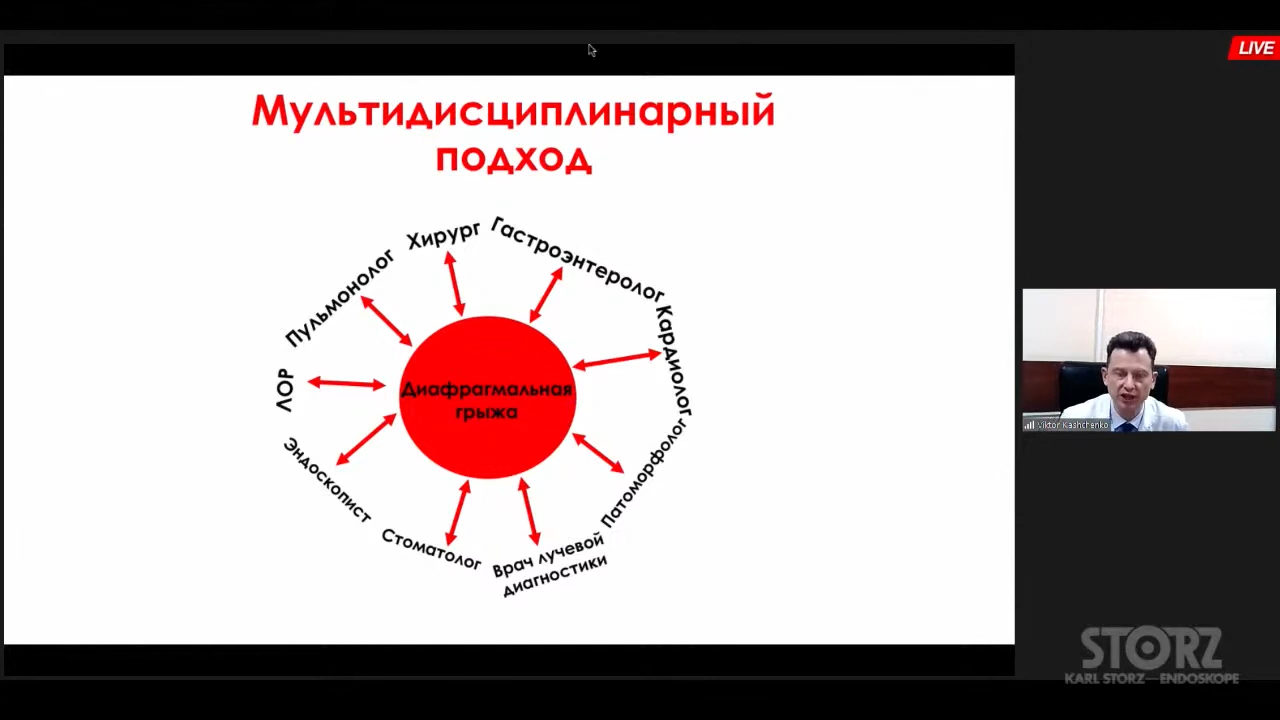 LIVE
Мультидисциплинарный
подход
Хирург
Гастроэнтеролог
Пульмонолог
Кардиолог
ЛОР
Диафрагмальная
грыжа
Патоморфолог
Эндоскопист
Стоматолог
Врач лучевой
диагностики
Viktor Kashchenko
STORZ
KARL STORZ—ENDOSKOPE